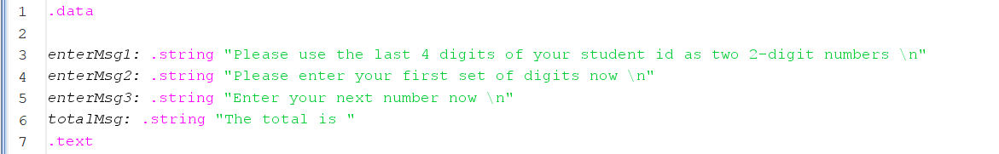 1 .data
2
3 enterMsg1: .string "Please use the last 4 digits of your student id as two 2-digit numbers \n"
4 enterMsg2: .string "Please enter your first set of digits now \n"
5 enterMsg3: .string "Enter your next number now \n"
6 totalMsg: .string "The total is "
7 .text